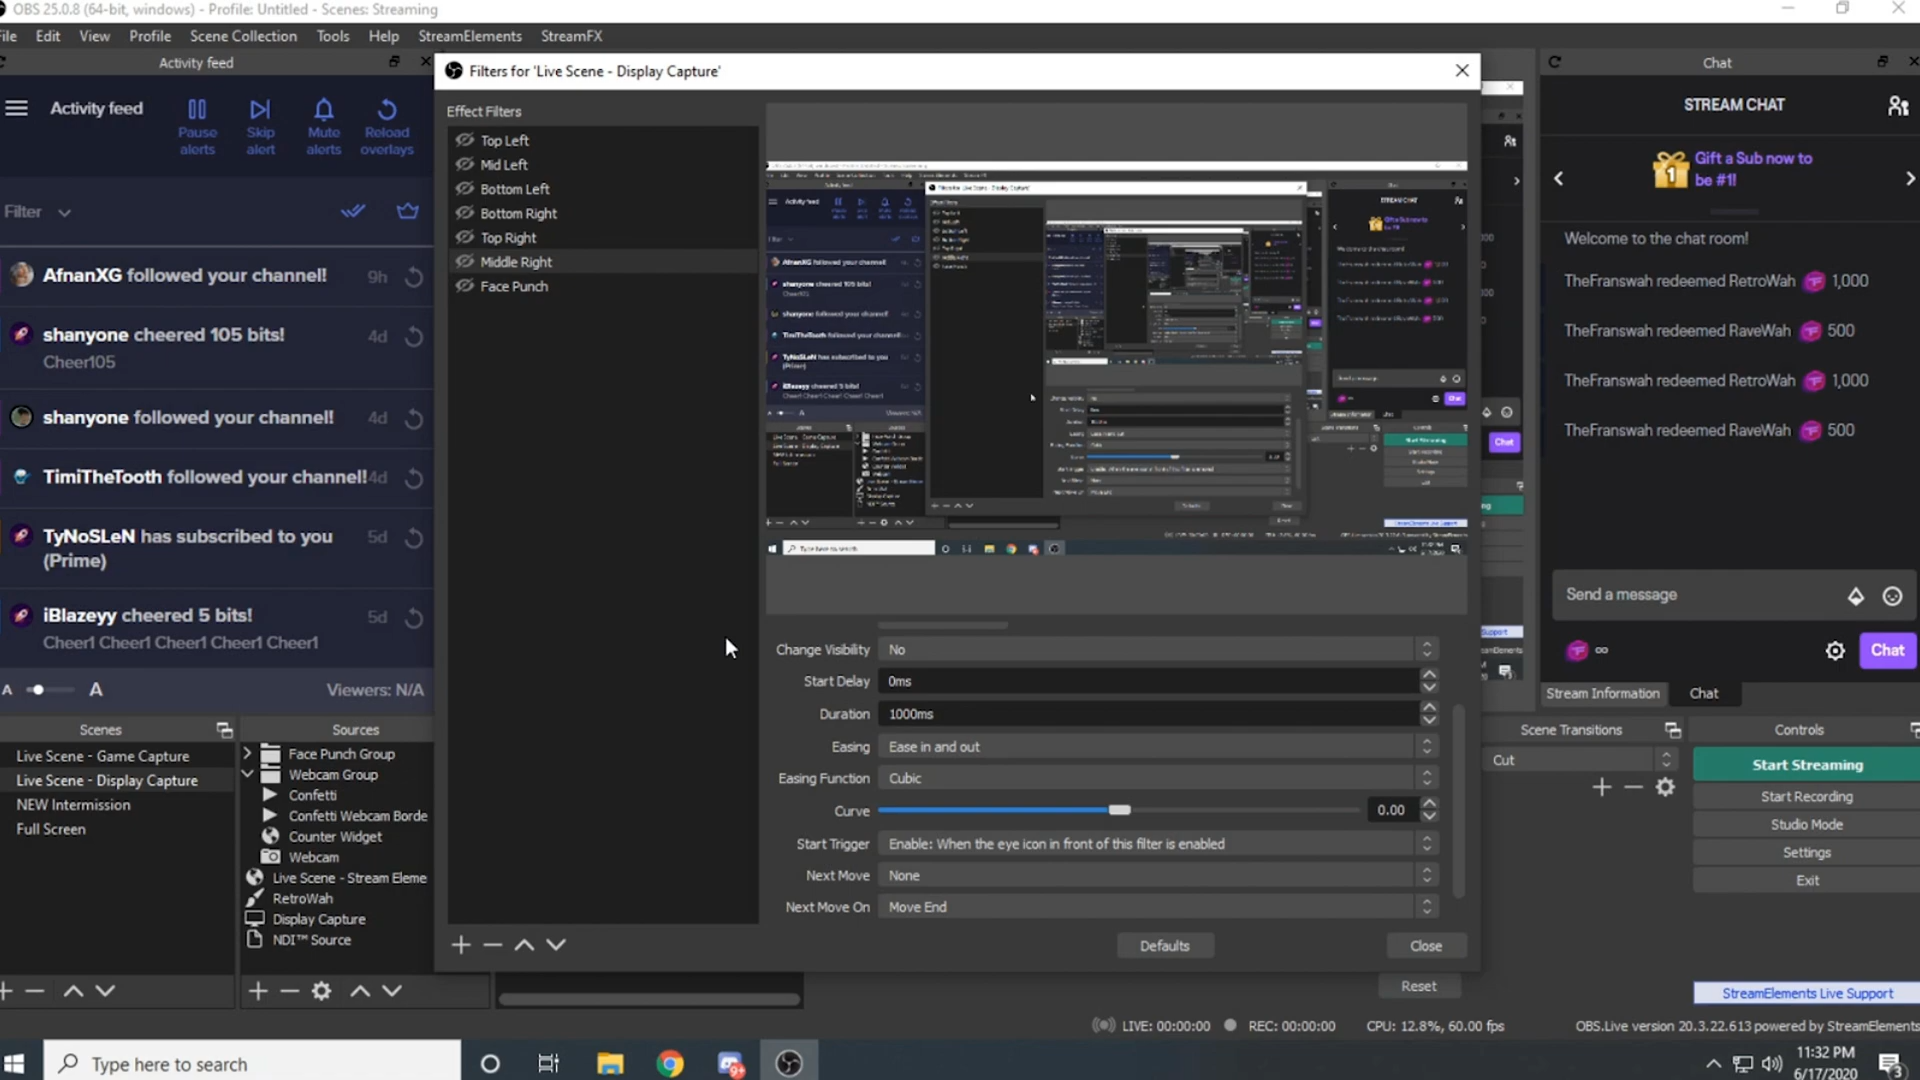 OBS 25.0.8 (64-bit, windows) - Profile: Untitled - Scenes: Streaming
File Edit View Profile Scene Collection Tools Help StreamElements StreamFX
Activity feed
Filters for 'Live Scene - Display Capture'
Chat
Activity feed
Pause alerts
Skip alert
Mute alerts
Reload overlays
Filter
AfnanXG followed your channel! 9h
shanyone cheered 105 bits! 4d
Cheer105
shanyone followed your channel! 4d
TimiTheTooth followed your channel! 4d
TyNoSLeN has subscribed to you 5d
(Prime)
iBlazeyy cheered 5 bits! 5d
Cheer1 Cheer1 Cheer1 Cheer1 Cheer1
A A Viewers: N/A
Effect Filters
Top Left
Mid Left
Bottom Left
Bottom Right
Top Right
Middle Right
Face Punch
STREAM CHAT
1
Gift a Sub now to
be #1!
Welcome to the chat room!
TheFranswah redeemed RetroWah 1,000
TheFranswah redeemed RaveWah 500
TheFranswah redeemed RetroWah 1,000
TheFranswah redeemed RaveWah 500
Send a message
∞
Chat
Stream Information Chat
Change Visibility No
Start Delay 0ms
Duration 1000ms
Easing Ease in and out
Easing Function Cubic
Curve 0.00
Start Trigger Enable: When the eye icon in front of this filter is enabled
Next Move None
Next Move On Move End
Defaults
Close
Scenes
Live Scene - Game Capture
Live Scene - Display Capture
NEW Intermission
Full Screen
Sources
Face Punch Group
Webcam Group
Confetti
Confetti Webcam Borde
Counter Widget
Webcam
Live Scene - Stream Eleme
RetroWah
Display Capture
NDI™ Source
Scene Transitions
Cut
Controls
Start Streaming
Start Recording
Studio Mode
Settings
Exit
Reset
StreamElements Live Support
LIVE: 00:00:00 REC: 00:00:00 CPU: 12.8%, 60.00 fps OBS.Live version 20.3.22.613 powered by StreamElements
Type here to search
9+
11:32 PM
6/17/2020
3